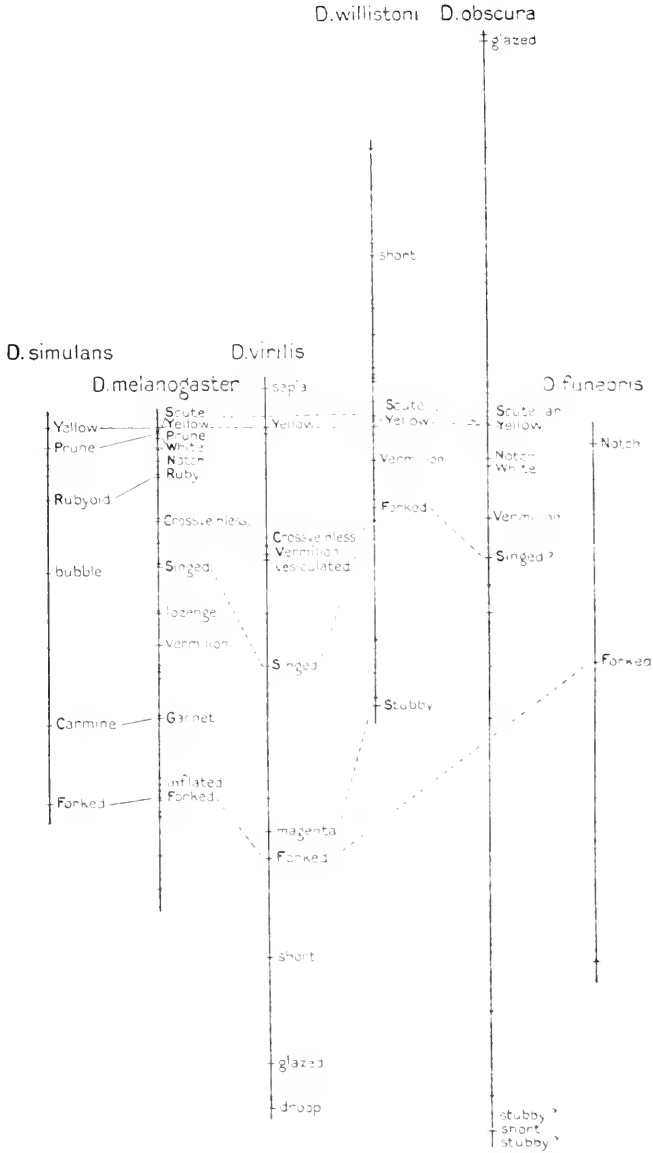 D. willistoni
D. obscura
glazed
short
D. simulans
D. virilis
D. melanogaster
sepia
D. funebris
Yellow
Prune
Rubyoid
bubble
Carmine
Forked
Scute
Yellow
Prune
White
Notch
Ruby
Crossveinless
Singed
lozenge
Vermilion
Garnet
inflated
Forked
Yellow
Crossveinless
Vermilion
vesiculated
Singed
magenta
Forked
short
glazed
droop
Scute
Yellow
Vermilion
Forked
Stubby
Scutellar
Yellow
Notch
White
Vermilion
Singed ?
stubby ?
short
stubby ?
Notch
Forked